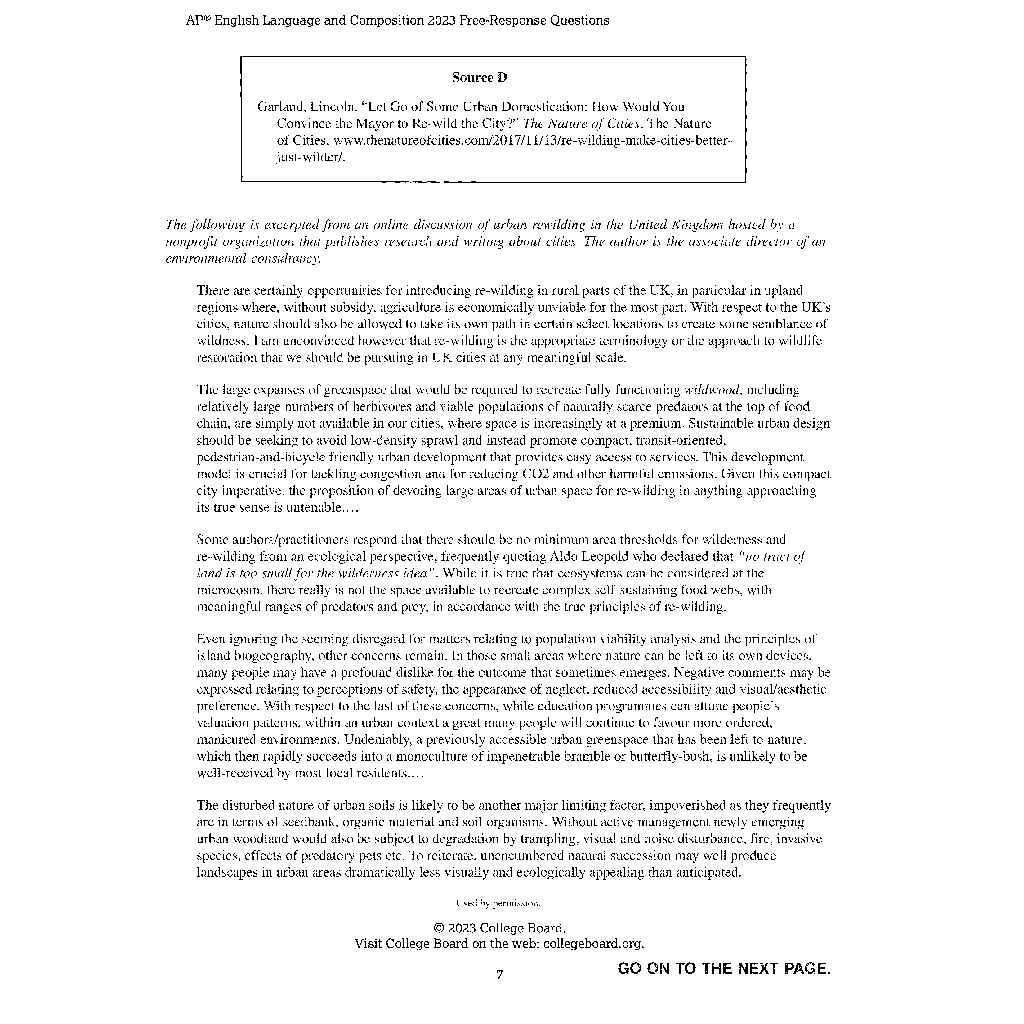 AP® English Language and Composition 2023 Free-Response Questions
Source D
Garland, Lincoln. “Let Go of Some Urban Domestication: How Would You
Convince the Mayor to Re-wild the City?” The Nature of Cities. The Nature
of Cities, www.thenatureofcities.com/2017/11/13/re-wilding-make-cities-better-
just-wilder/.
The following is excerpted from an online discussion of urban rewilding in the United Kingdom hosted by a
nonprofit organization that publishes research and writing about cities. The author is the associate director of an
environmental consultancy.
There are certainly opportunities for introducing re-wilding in rural parts of the UK, in particular in upland
regions where, without subsidy, agriculture is economically unviable for the most part. With respect to the UK’s
cities, nature should also be allowed to take its own path in certain select locations to create some semblance of
wildness. I am unconvinced however that re-wilding is the appropriate terminology or the approach to wildlife
restoration that we should be pursuing in UK cities at any meaningful scale.
The large expanses of greenspace that would be required to recreate fully functioning wildwood, including
relatively large numbers of herbivores and viable populations of naturally scarce predators at the top of food
chain, are simply not available in our cities, where space is increasingly at a premium. Sustainable urban design
should be seeking to avoid low-density sprawl and instead promote compact, transit-oriented,
pedestrian-and-bicycle friendly urban development that provides easy access to services. This development
model is crucial for tackling congestion and for reducing CO2 and other harmful emissions. Given this compact
city imperative, the proposition of devoting large areas of urban space for re-wilding in anything approaching
its true sense is untenable….
Some authors/practitioners respond that there should be no minimum area thresholds for wilderness and
re-wilding from an ecological perspective, frequently quoting Aldo Leopold who declared that “no tract of
land is too small for the wilderness idea”. While it is true that ecosystems can be considered at the
microcosm, there really is not the space available to recreate complex self-sustaining food webs, with
meaningful ranges of predators and prey, in accordance with the true principles of re-wilding.
Even ignoring the seeming disregard for matters relating to population viability analysis and the principles of
island biogeography, other concerns remain. In those small areas where nature can be left to its own devices,
many people may have a profound dislike for the outcome that sometimes emerges. Negative comments may be
expressed relating to perceptions of safety, the appearance of neglect, reduced accessibility and visual/aesthetic
preference. With respect to the last of these concerns, while education programmes can attune people’s
valuation patterns, within an urban context a great many people will continue to favour more ordered,
manicured environments. Undeniably, a previously accessible urban greenspace that has been left to nature,
which then rapidly succeeds into a monoculture of impenetrable bramble or butterfly-bush, is unlikely to be
well-received by most local residents….
The disturbed nature of urban soils is likely to be another major limiting factor, impoverished as they frequently
are in terms of seedbank, organic material and soil organisms. Without active management newly emerging
urban woodland would also be subject to degradation by trampling, visual and noise disturbance, fire, invasive
species, effects of predatory pets etc. To reiterate, unencumbered natural succession may well produce
landscapes in urban areas dramatically less visually and ecologically appealing than anticipated.
Used by permission.
© 2023 College Board.
Visit College Board on the web: collegeboard.org.
7
GO ON TO THE NEXT PAGE.